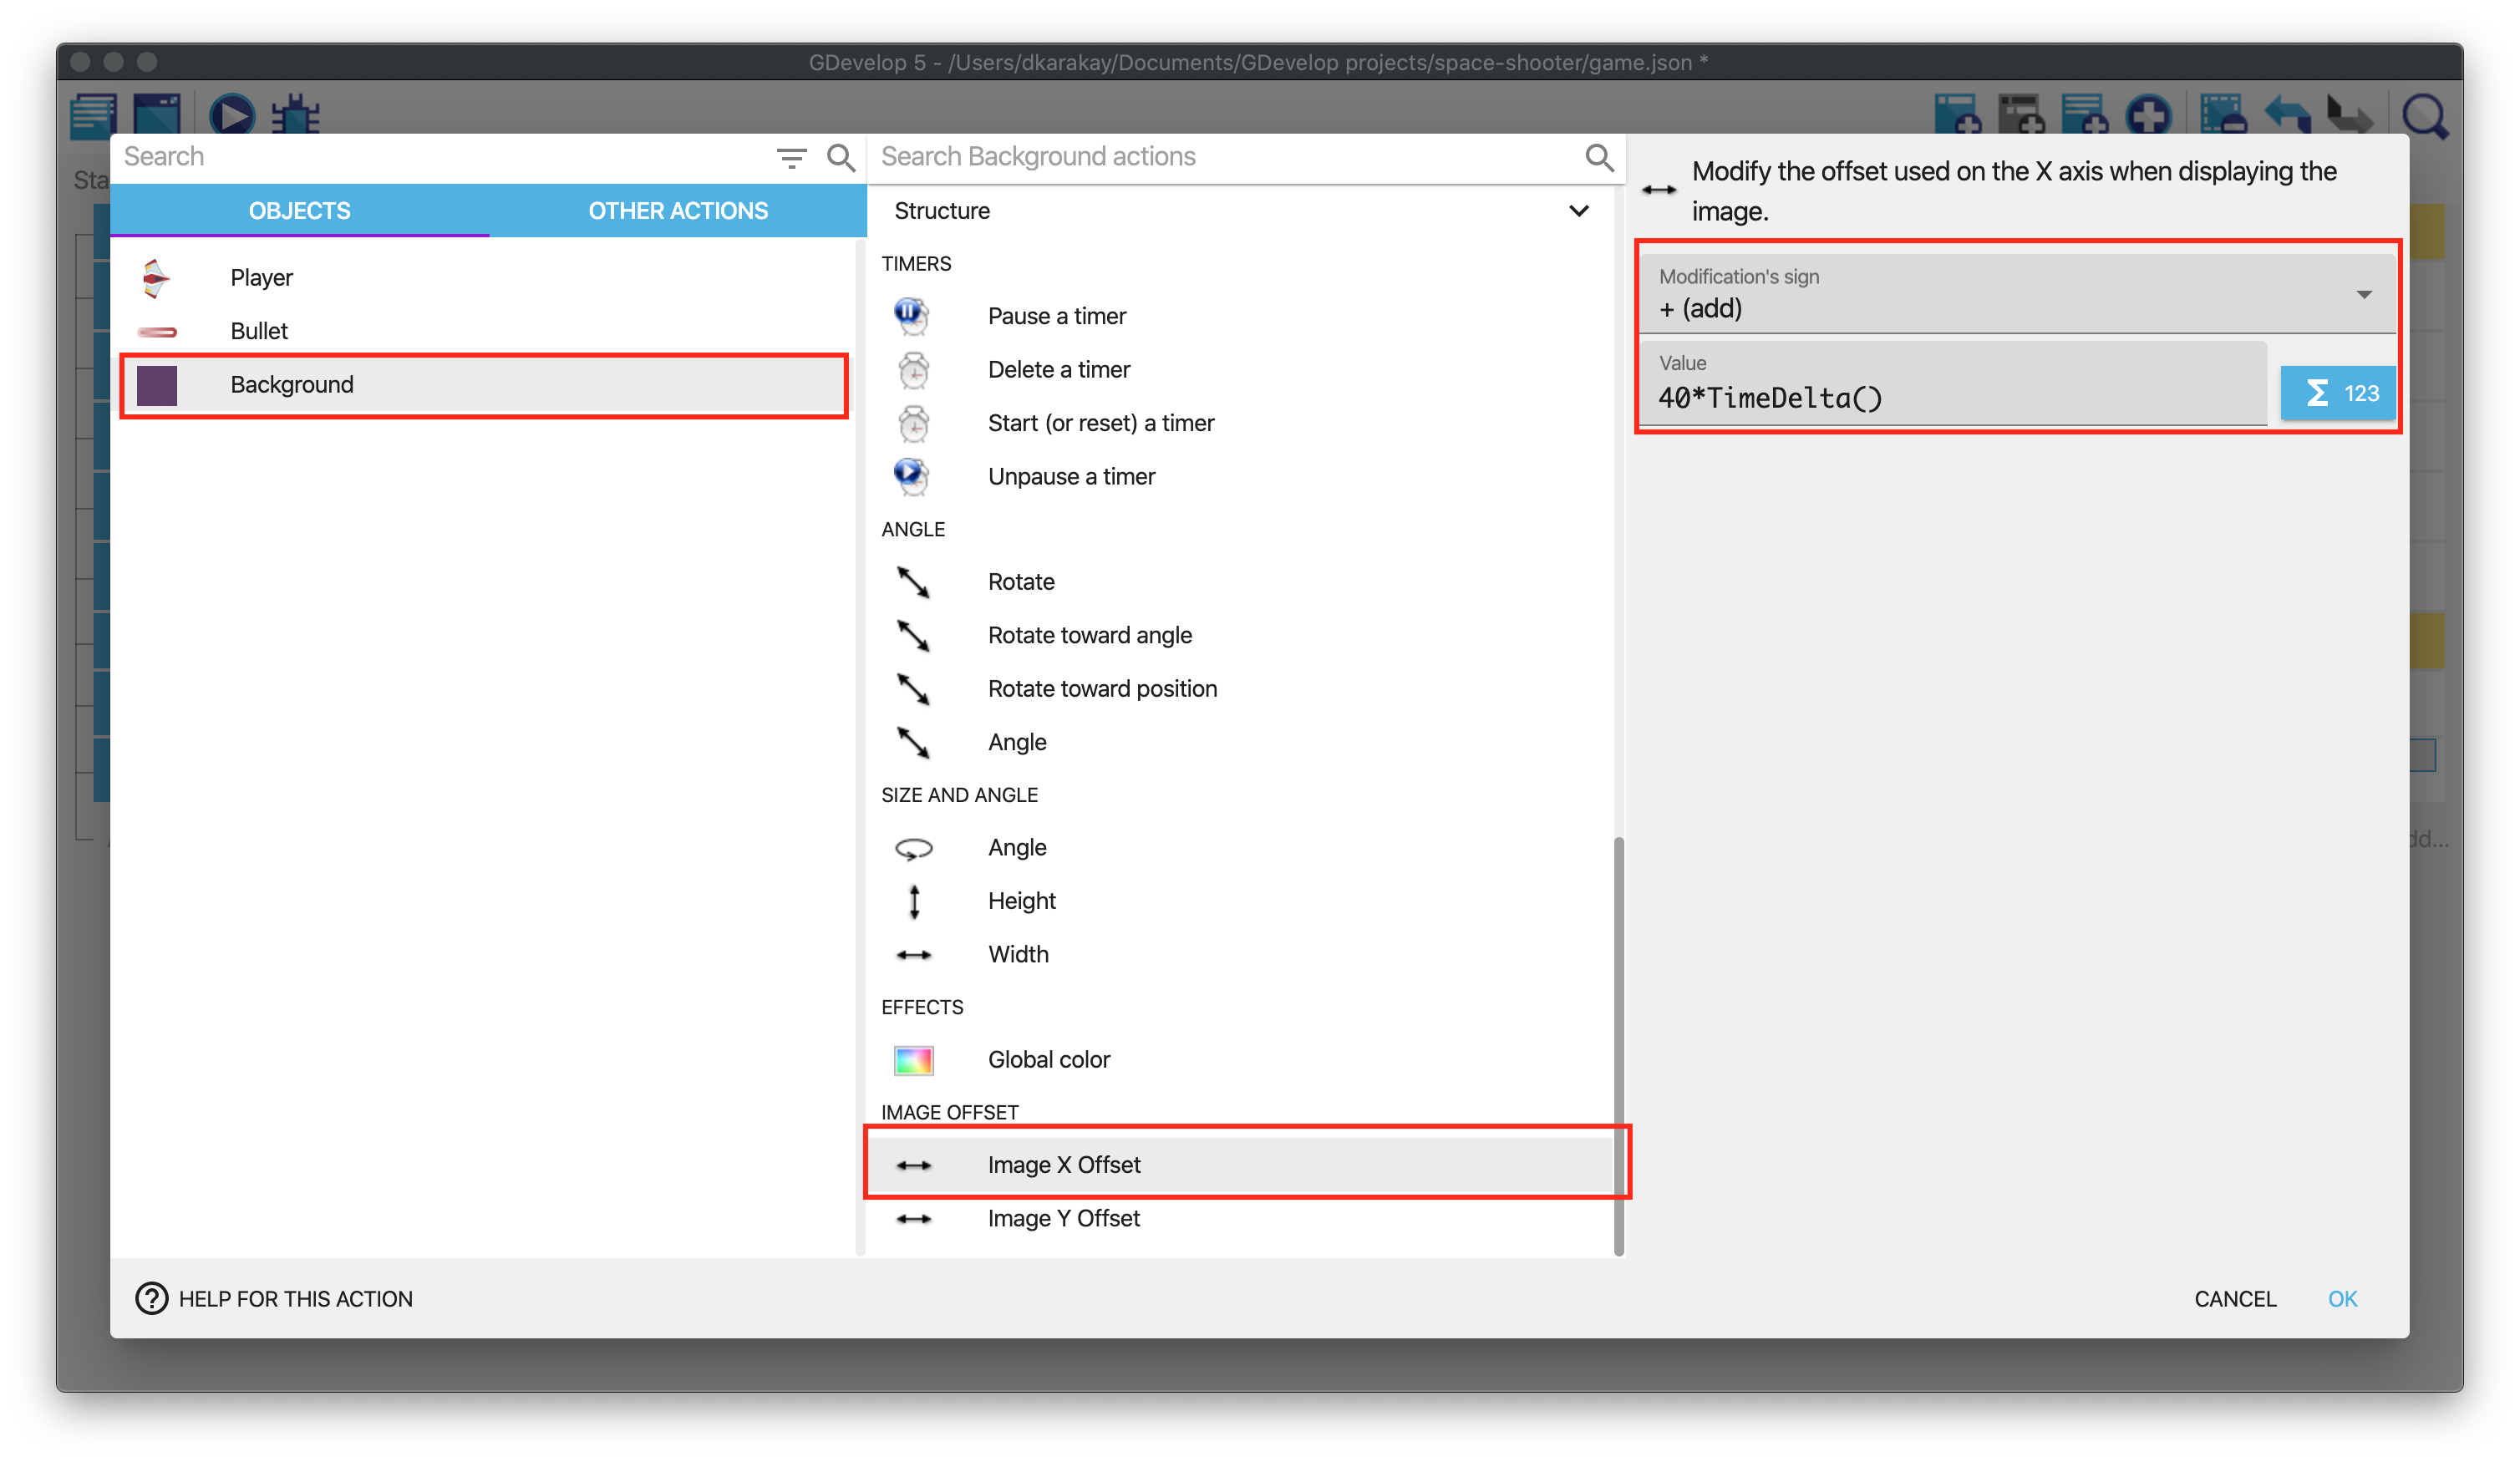 GDevelop 5 - /Users/dkarakay/Documents/GDevelop projects/space-shooter/game.json *
Search
Search Background actions
Modify the offset used on the X axis when displaying the
image.
Sta
OBJECTS
OTHER ACTIONS
Structure
Player
Bullet
Background
TIMERS
Pause a timer
Delete a timer
Start (or reset) a timer
Unpause a timer
ANGLE
Rotate
Rotate toward angle
Rotate toward position
Angle
SIZE AND ANGLE
Angle
Height
Width
EFFECTS
Global color
IMAGE OFFSET
Image X Offset
Image Y Offset
Modification's sign
+ (add)
Value
40*TimeDelta()
Σ 123
dd...
? HELP FOR THIS ACTION
CANCEL
OK